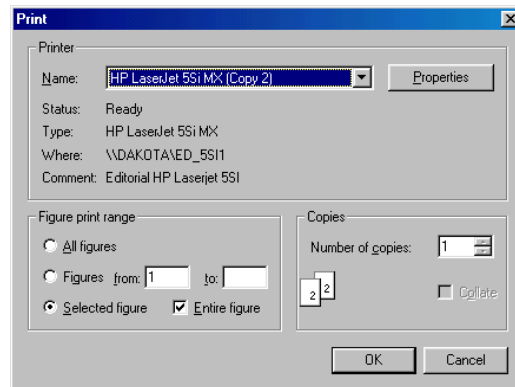 Print
Printer
Name: HP LaserJet 5Si MX (Copy 2) Properties
Status: Ready
Type: HP LaserJet 5Si MX
Where: \\DAKOTA\ED_5SI1
Comment: Editorial HP Laserjet 5SI
Figure print range
All figures
Figures from: 1 to:
Selected figure Entire figure
Copies
Number of copies: 1
2 2
Collate
OK Cancel